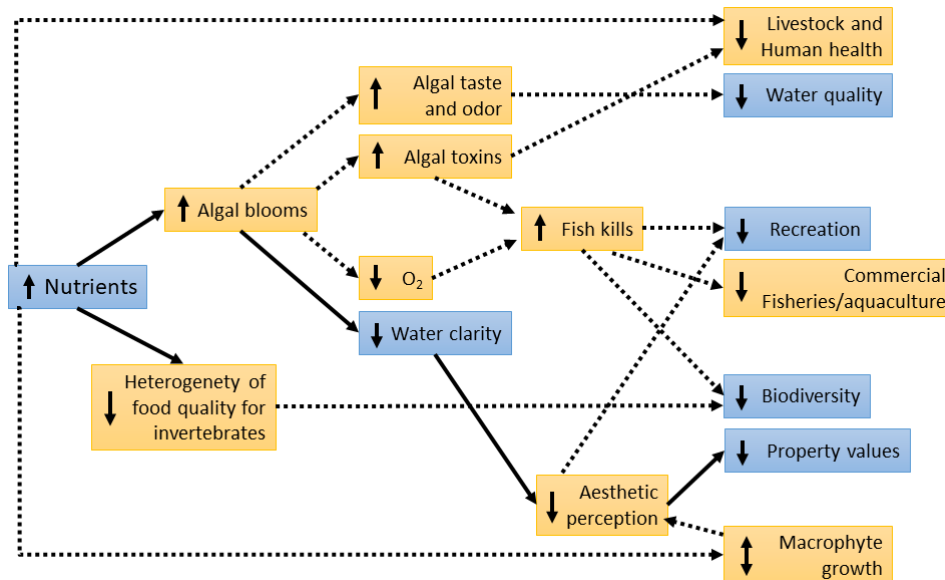 Livestock and
Human health
Algal taste
and odor
Water quality
Algal toxins
Algal blooms
Fish kills
Recreation
Nutrients
O₂
Commercial
Fisheries/aquaculture
Water clarity
Heterogenety of
food quality for
invertebrates
Biodiversity
Property values
Aesthetic
perception
Macrophyte
growth